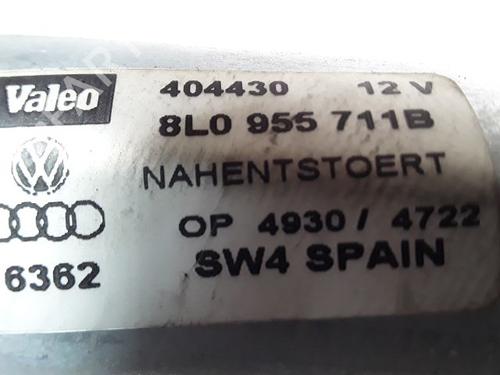 Valeo
404430 12 V
8L0 955 711B
NAHENTSTOERT
OP 4930 / 4722
6362 SW4 SPAIN